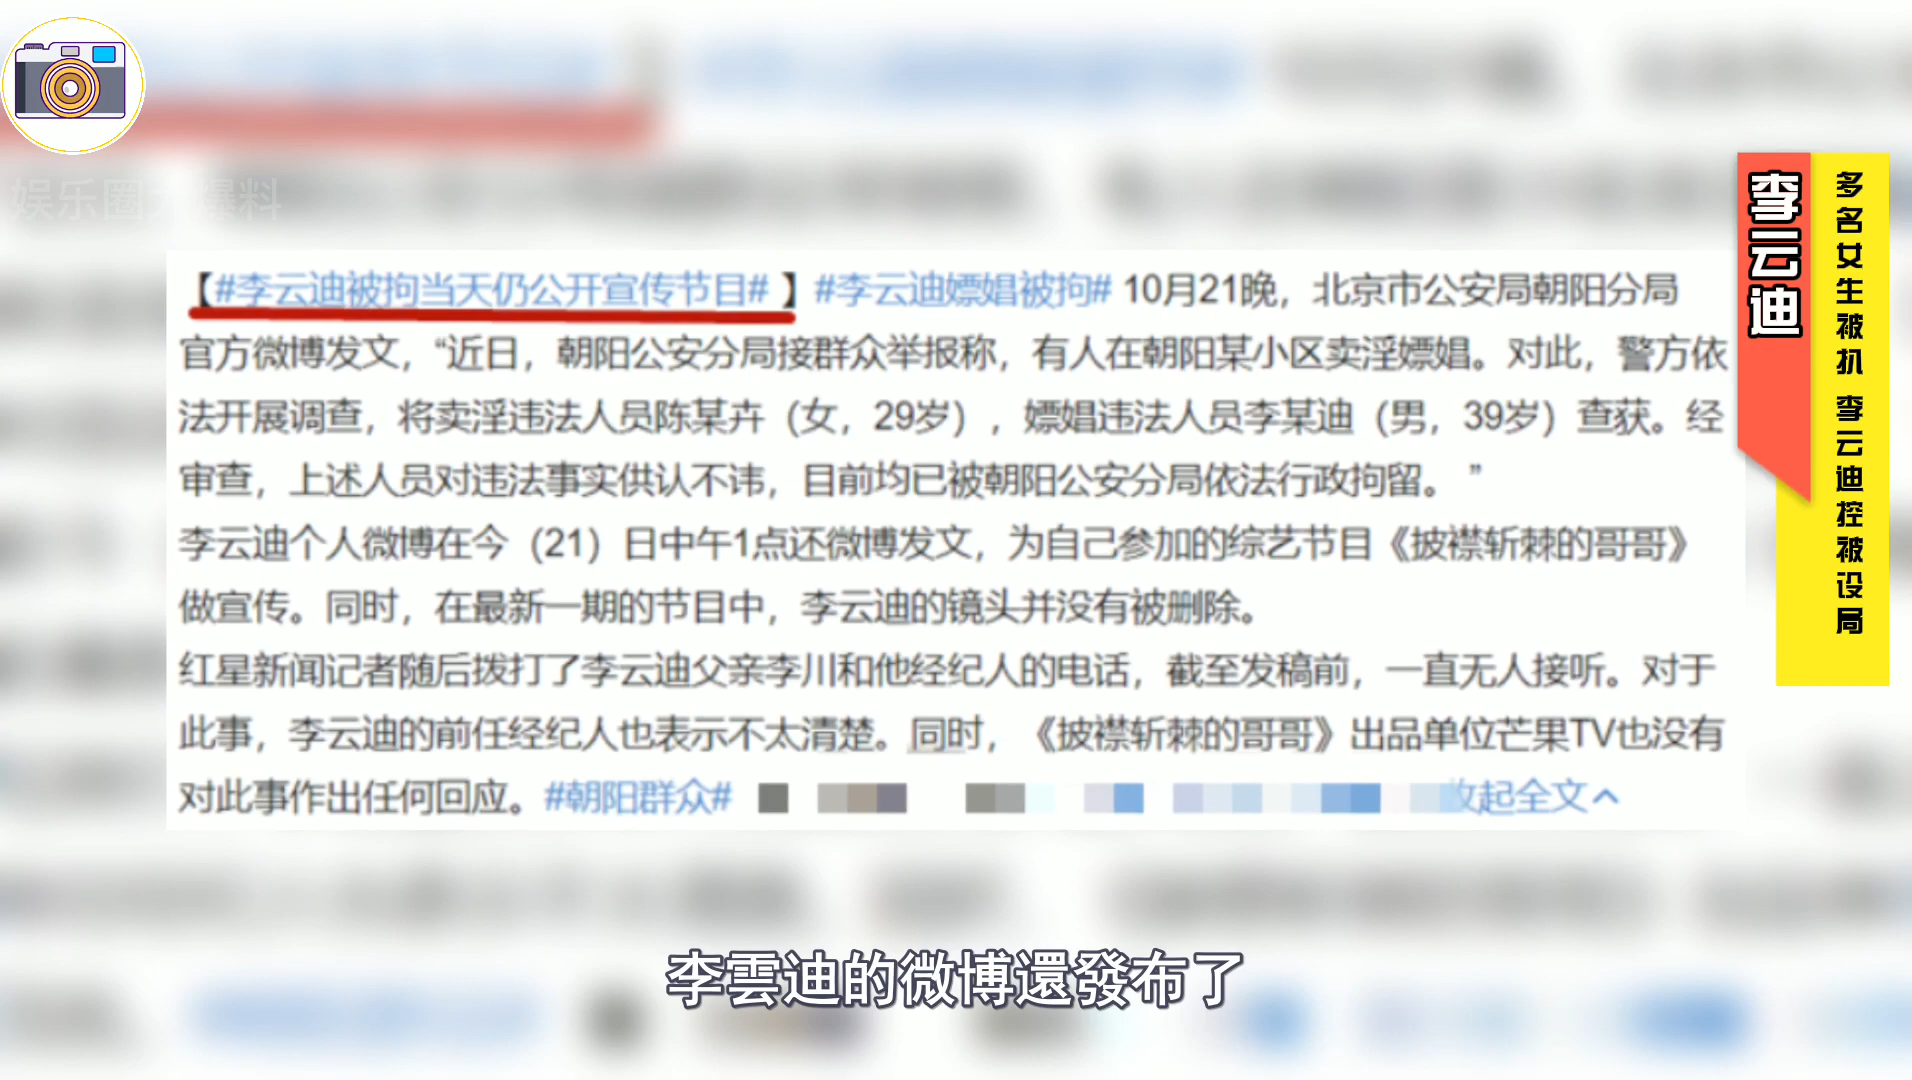 娱乐圈大爆料
【#李云迪被拘当天仍公开宣传节目# 】#李云迪嫖娼被拘# 10月21晚，北京市公安局朝阳分局
官方微博发文，“近日，朝阳公安分局接群众举报称，有人在朝阳某小区卖淫嫖娼。对此，警方依
法开展调查，将卖淫违法人员陈某卉（女，29岁），嫖娼违法人员李某迪（男，39岁）查获。经
审查，上述人员对违法事实供认不讳，目前均已被朝阳公安分局依法行政拘留。”
李云迪个人微博在今（21）日中午1点还微博发文，为自己参加的综艺节目《披襟斩棘的哥哥》
做宣传。同时，在最新一期的节目中，李云迪的镜头并没有被删除。
红星新闻记者随后拨打了李云迪父亲李川和他经纪人的电话，截至发稿前，一直无人接听。对于
此事，李云迪的前任经纪人也表示不太清楚。同时，《披襟斩棘的哥哥》出品单位芒果TV也没有
对此事作出任何回应。#朝阳群众#
收起全文
李云迪
多名女生被扒 李云迪控被设局
李雲迪的微博還發布了